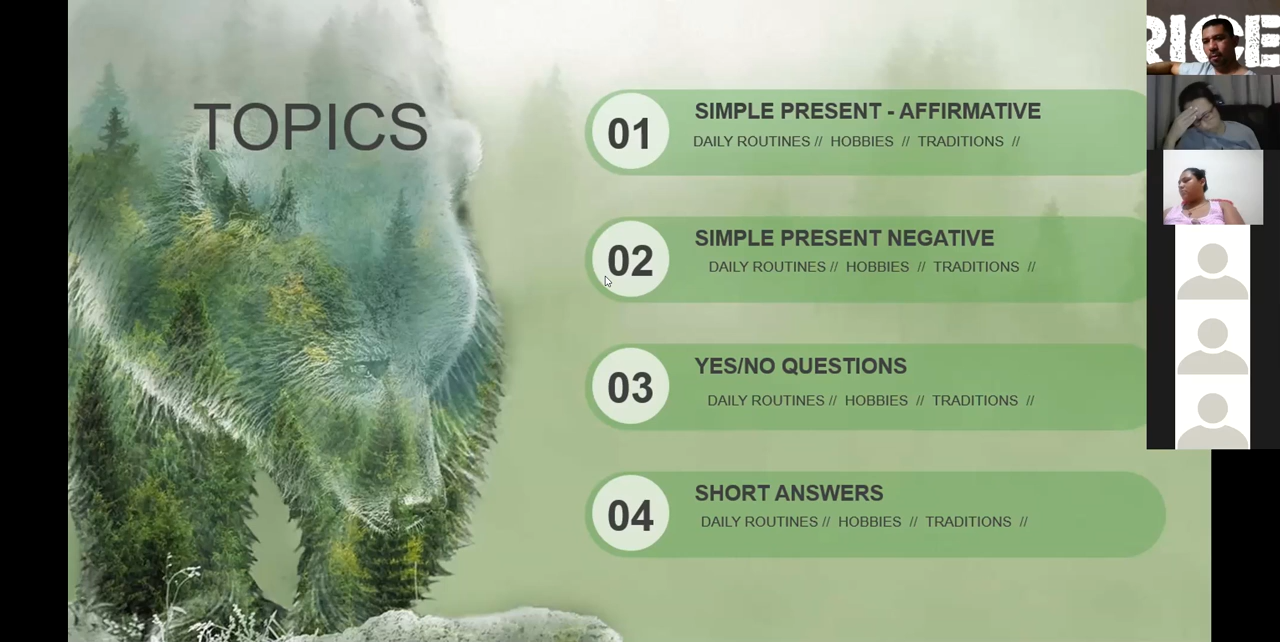 TOPICS
01
SIMPLE PRESENT - AFFIRMATIVE
DAILY ROUTINES // HOBBIES // TRADITIONS //
02
SIMPLE PRESENT NEGATIVE
DAILY ROUTINES // HOBBIES // TRADITIONS //
03
YES/NO QUESTIONS
DAILY ROUTINES // HOBBIES // TRADITIONS //
04
SHORT ANSWERS
DAILY ROUTINES // HOBBIES // TRADITIONS //
RICE